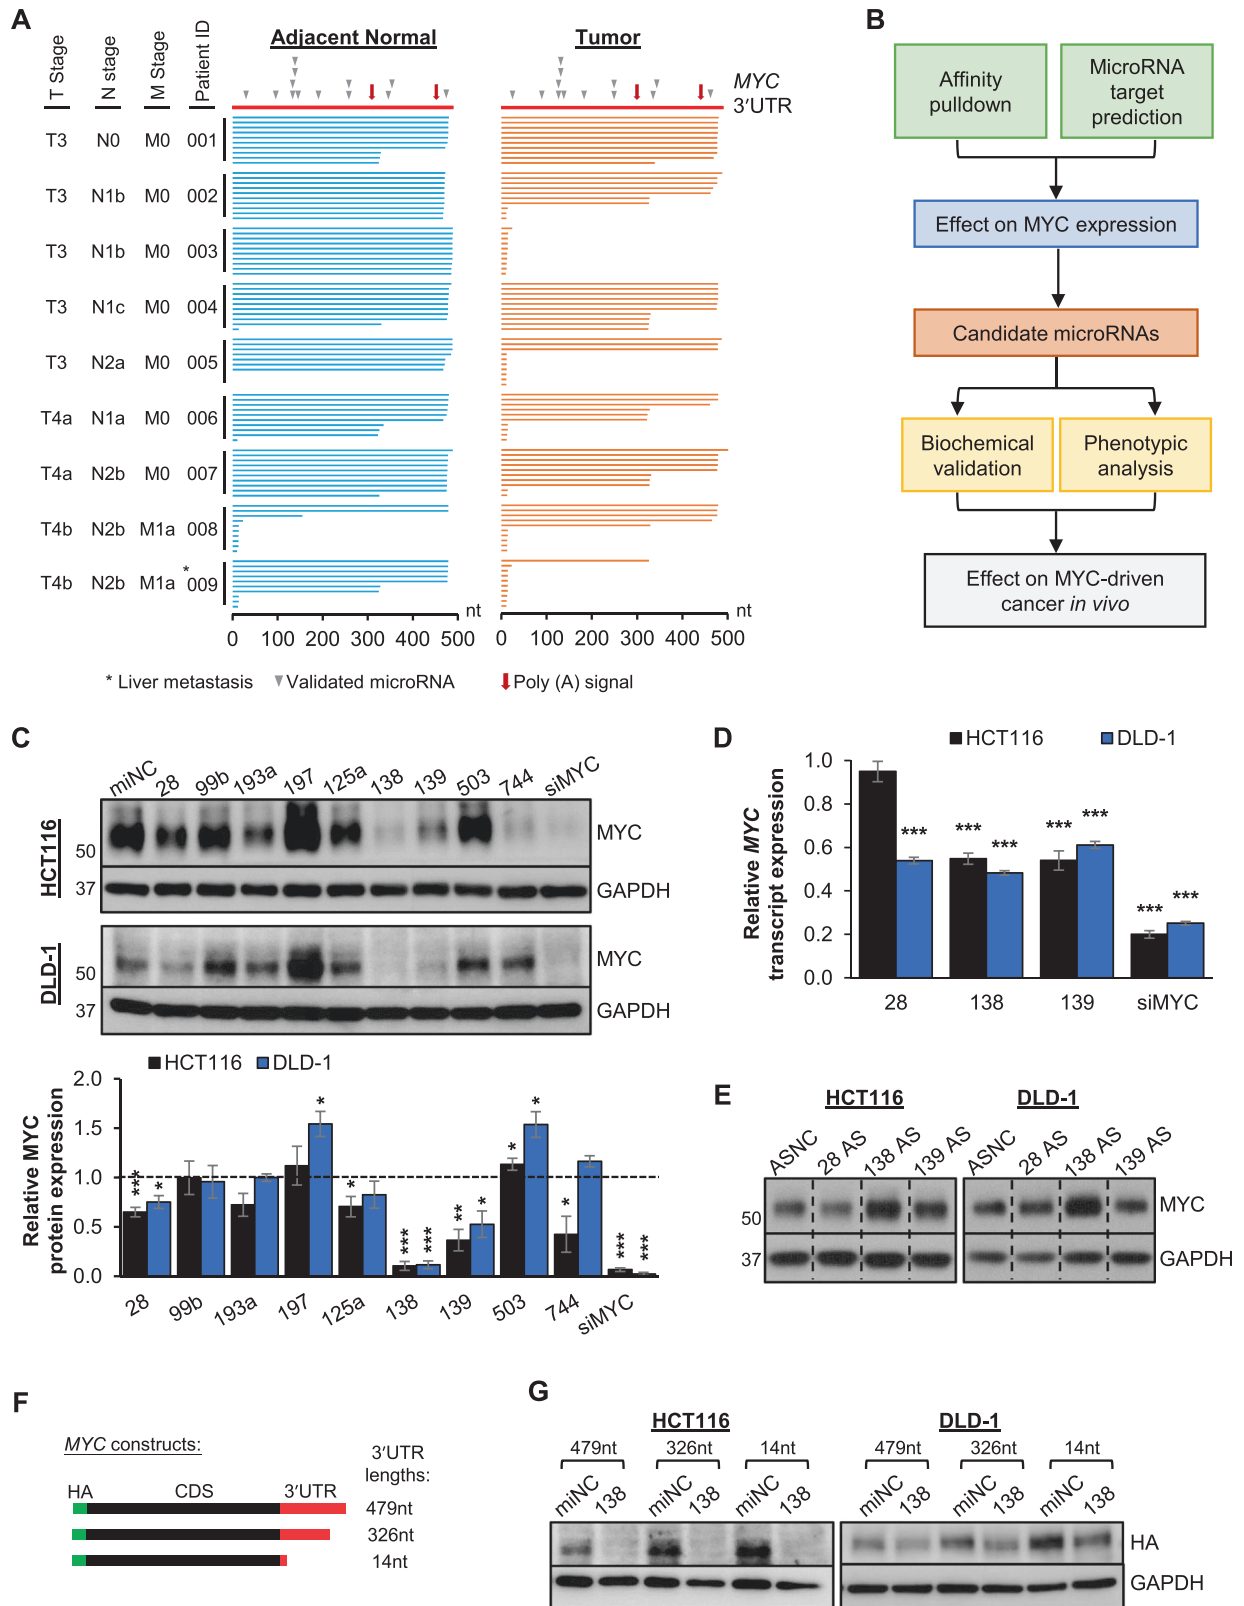 A
T Stage
N stage
M Stage
Patient ID
Adjacent Normal
Tumor
MYC
3′UTR
T3 N0 M0 001
T3 N1b M0 002
T3 N1b M0 003
T3 N1c M0 004
T3 N2a M0 005
T4a N1a M0 006
T4a N2b M0 007
T4b N2b M1a 008
T4b N2b M1a * 009
0 100 200 300 400 500 nt
0 100 200 300 400 500 nt
* Liver metastasis
Validated microRNA
Poly (A) signal
B
Affinity
pulldown
MicroRNA
target
prediction
Effect on MYC expression
Candidate microRNAs
Biochemical
validation
Phenotypic
analysis
Effect on MYC-driven
cancer in vivo
C
miNC 28 99b 193a 197 125a 138 139 503 744 siMYC
HCT116
50
MYC
37
GAPDH
DLD-1
50
MYC
37
GAPDH
HCT116 DLD-1
Relative MYC
protein expression
2.0
1.5
1.0
0.5
0.0
*** * * * *** *** ** * * * * *** ***
28 99b 193a 197 125a 138 139 503 744 siMYC
D
HCT116 DLD-1
Relative MYC
transcript expression
1.0
0.8
0.6
0.4
0.2
0.0
*** *** *** *** *** *** ***
28 138 139 siMYC
E
HCT116 DLD-1
ASNC 28 AS 138 AS 139 AS ASNC 28 AS 138 AS 139 AS
50
MYC
37
GAPDH
F
MYC constructs:
3′UTR
lengths:
HA CDS 3′UTR
479nt
326nt
14nt
G
HCT116 DLD-1
479nt 326nt 14nt 479nt 326nt 14nt
miNC 138 miNC 138 miNC 138 miNC 138 miNC 138 miNC 138
HA
GAPDH